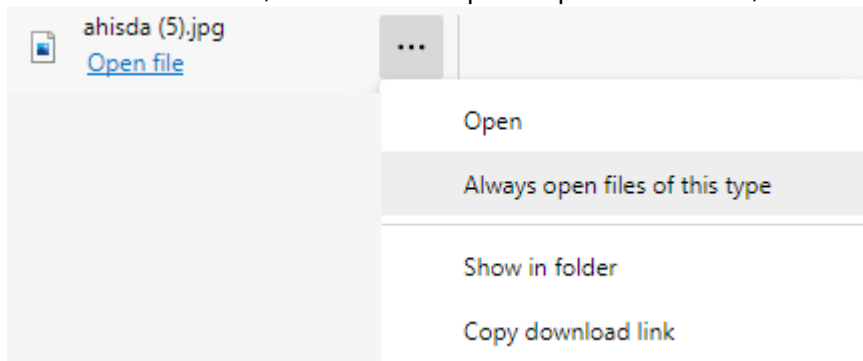 ahisda (5).jpg
Open file
...
Open
Always open files of this type
Show in folder
Copy download link